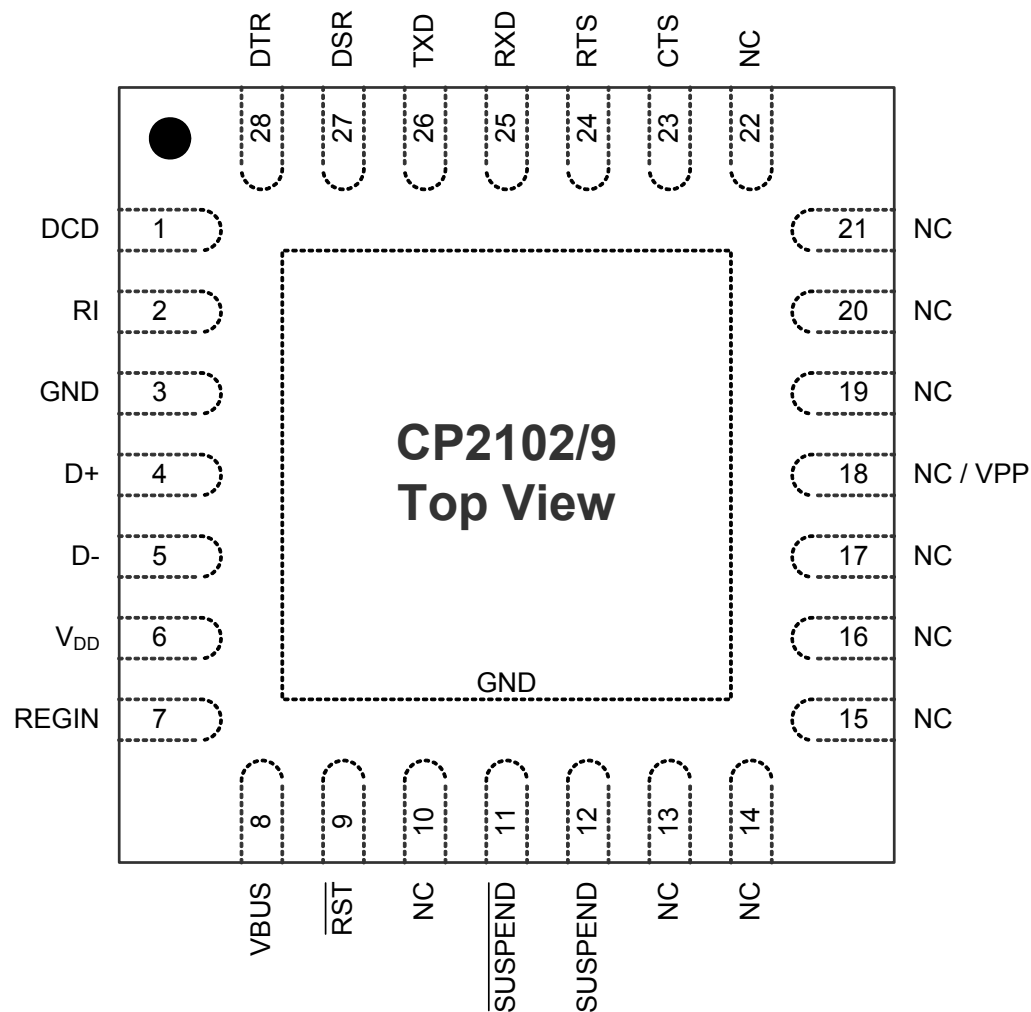 DTR
DSR
TXD
RXD
RTS
CTS
NC
28
27
26
25
24
23
22
DCD 1
21 NC
RI 2
20 NC
GND 3
19 NC
D+ 4
18 NC / VPP
D- 5
17 NC
VDD 6
16 NC
REGIN 7
15 NC
CP2102/9
Top View
GND
8
9
10
11
12
13
14
VBUS
R̅S̅T̅
NC
S̅U̅S̅P̅E̅N̅D̅
SUSPEND
NC
NC